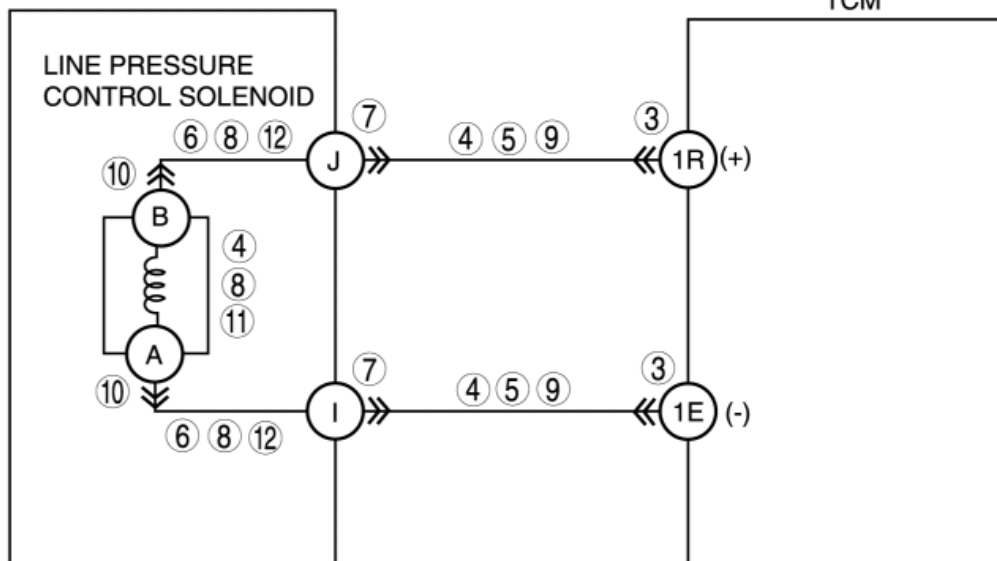 TCM
LINE PRESSURE
CONTROL SOLENOID
⑦
③
⑥ ⑧ ⑫
J
④ ⑤ ⑨
1R (+)
⑩
B
④
⑧
⑪
A
⑦
③
⑩
④ ⑤ ⑨
I
1E (-)
⑥ ⑧ ⑫